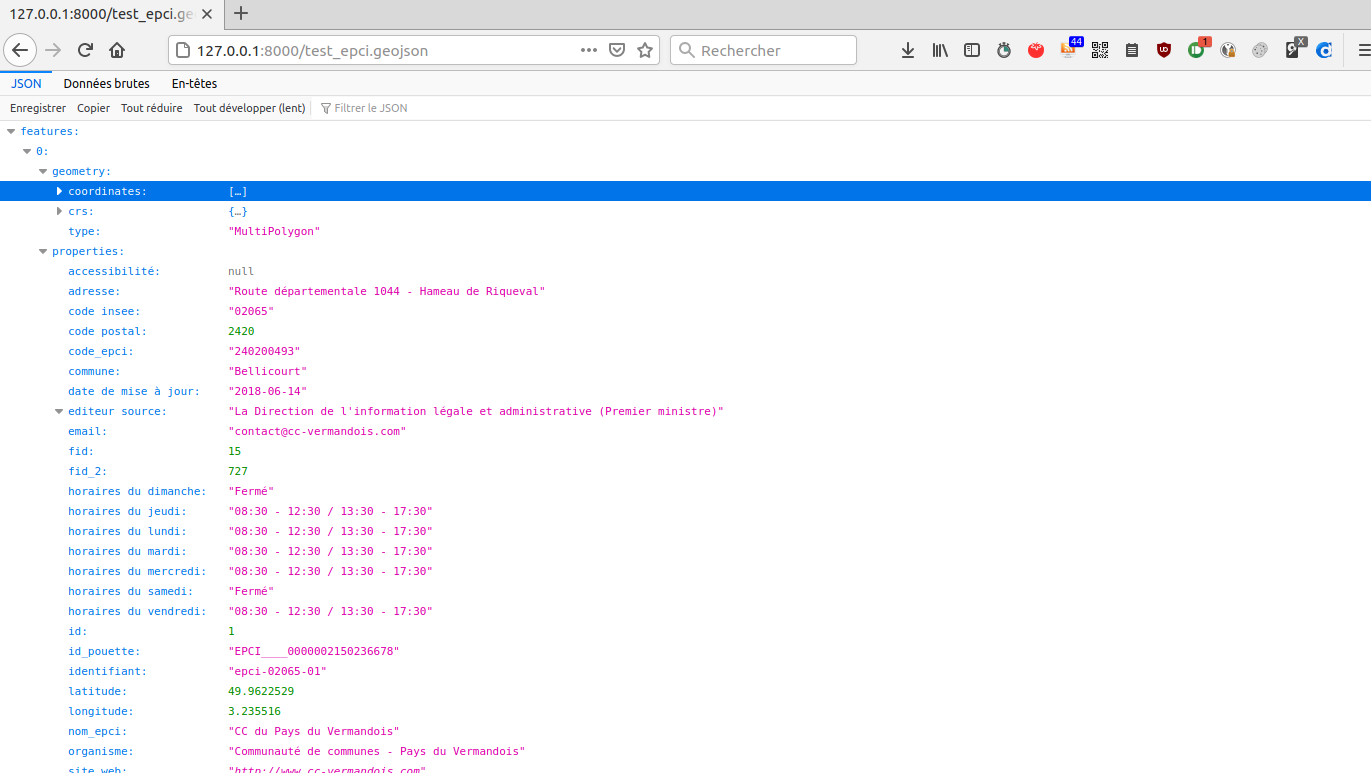 127.0.0.1:8000/test_epci.ge
127.0.0.1:8000/test_epci.geojson
Rechercher
44
1
X
JSON Données brutes En-têtes
Enregistrer Copier Tout réduire Tout développer (lent) Filtrer le JSON
features:
0:
geometry:
coordinates: […]
crs: {…}
type: "MultiPolygon"
properties:
accessibilité: null
adresse: "Route départementale 1044 - Hameau de Riqueval"
code insee: "02065"
code postal: 2420
code_epci: "240200493"
commune: "Bellicourt"
date de mise à jour: "2018-06-14"
editeur source: "La Direction de l'information légale et administrative (Premier ministre)"
email: "contact@cc-vermandois.com"
fid: 15
fid_2: 727
horaires du dimanche: "Fermé"
horaires du jeudi: "08:30 - 12:30 / 13:30 - 17:30"
horaires du lundi: "08:30 - 12:30 / 13:30 - 17:30"
horaires du mardi: "08:30 - 12:30 / 13:30 - 17:30"
horaires du mercredi: "08:30 - 12:30 / 13:30 - 17:30"
horaires du samedi: "Fermé"
horaires du vendredi: "08:30 - 12:30 / 13:30 - 17:30"
id: 1
id_pouette: "EPCI____0000002150236678"
identifiant: "epci-02065-01"
latitude: 49.9622529
longitude: 3.235516
nom_epci: "CC du Pays du Vermandois"
organisme: "Communauté de communes - Pays du Vermandois"
site web: "http://www.cc-vermandois.com"